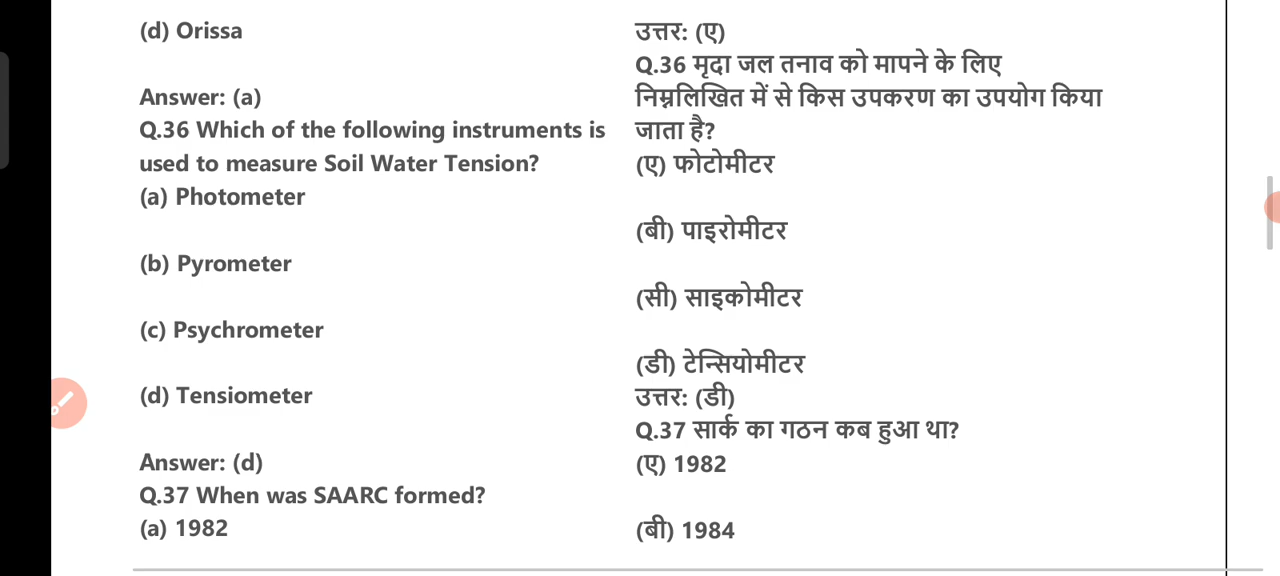 (d) Orissa
Answer: (a)
Q.36 Which of the following instruments is
used to measure Soil Water Tension?
(a) Photometer
(b) Pyrometer
(c) Psychrometer
(d) Tensiometer
Answer: (d)
Q.37 When was SAARC formed?
(a) 1982
उत्तर: (ए)
Q.36 मृदा जल तनाव को मापने के लिए
निम्नलिखित में से किस उपकरण का उपयोग किया
जाता है?
(ए) फोटोमीटर
(बी) पाइरोमीटर
(सी) साइकोमीटर
(डी) टेन्सियोमीटर
उत्तर: (डी)
Q.37 सार्क का गठन कब हुआ था?
(ए) 1982
(बी) 1984